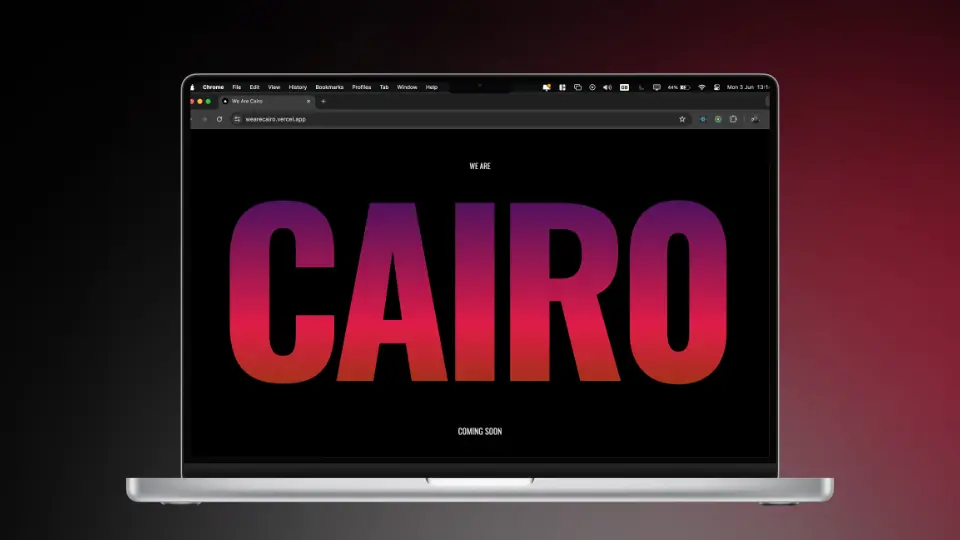 Chrome File Edit View History Bookmarks Profiles Tab Window Help 44% Mon 3 Jun
We Are Cairo
wearecairo.vercel.app
WE ARE
CAIRO
COMING SOON